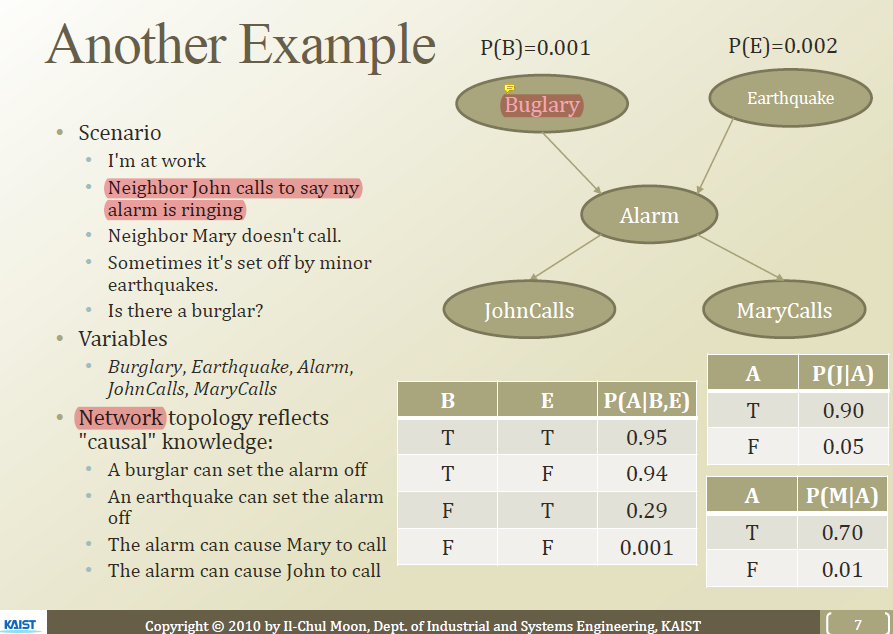 Another Example
P(B)=0.001
P(E)=0.002
Buglary
Earthquake
Alarm
JohnCalls
MaryCalls
• Scenario
• I'm at work
• Neighbor John calls to say my
alarm is ringing
• Neighbor Mary doesn't call.
• Sometimes it's set off by minor
earthquakes.
• Is there a burglar?
• Variables
• Burglary, Earthquake, Alarm,
JohnCalls, MaryCalls
• Network topology reflects
"causal" knowledge:
• A burglar can set the alarm off
• An earthquake can set the alarm
off
• The alarm can cause Mary to call
• The alarm can cause John to call
B E P(A|B,E)
T T 0.95
T F 0.94
F T 0.29
F F 0.001
A P(J|A)
T 0.90
F 0.05
A P(M|A)
T 0.70
F 0.01
KAIST
Copyright © 2010 by Il-Chul Moon, Dept. of Industrial and Systems Engineering, KAIST
7